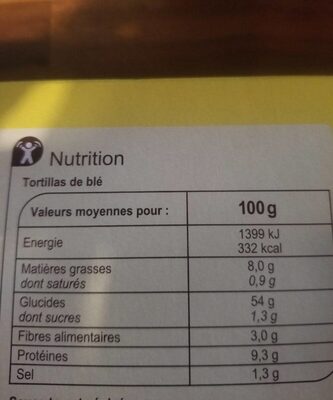 Nutrition
Tortillas de blé
Valeurs moyennes pour : 100 g
Energie 1399 kJ
332 kcal
Matières grasses 8,0 g
dont saturés 0,9 g
Glucides 54 g
dont sucres 1,3 g
Fibres alimentaires 3,0 g
Protéines 9,3 g
Sel 1,3 g